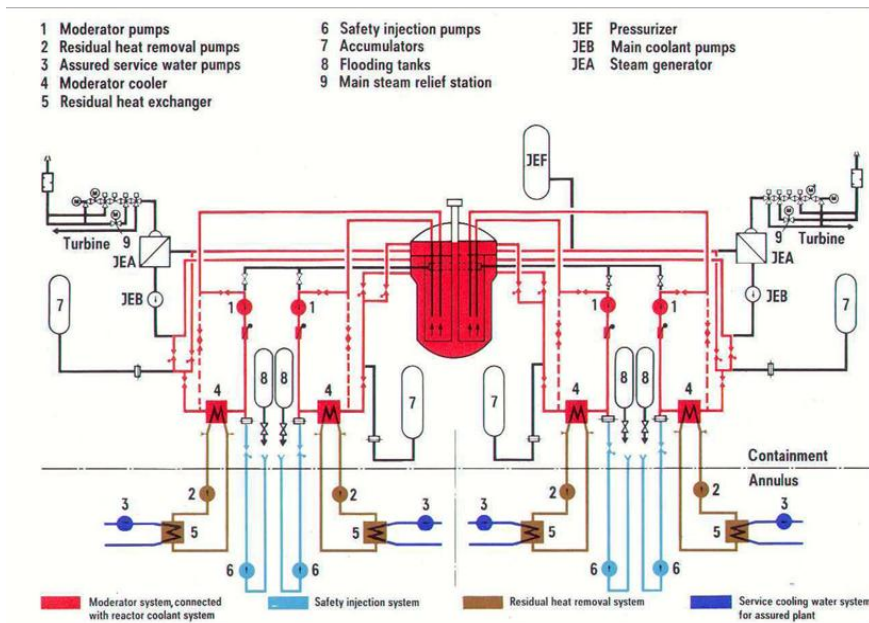 1 Moderator pumps
2 Residual heat removal pumps
3 Assured service water pumps
4 Moderator cooler
5 Residual heat exchanger
6 Safety injection pumps
7 Accumulators
8 Flooding tanks
9 Main steam relief station
JEF Pressurizer
JEB Main coolant pumps
JEA Steam generator
JEF
M
M
M
M
Turbine 9
9 Turbine
JEA
JEA
JEB
JEB
7
7
1
1
1
1
8
8
8
8
4
4
7
7
4
4
Containment
Annulus
3
2
2
3
3
2
2
3
5
5
5
5
6
6
6
6
Moderator system, connected
with reactor coolant system
Safety injection system
Residual heat removal system
Service cooling water system
for assured plant